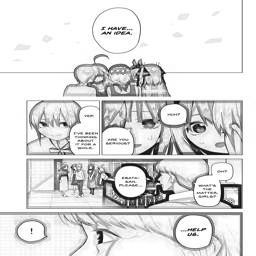 I HAVE...
AN IDEA.
YEP.
I'VE BEEN
THINKING
ABOUT
IT FOR A
WHILE.
HUH?
ARE YOU
SERIOUS?
OH?
WHAT'S
THE
MATTER,
GIRLS?
EBATA-
SAN,
PLEASE...
...HELP
US.
!